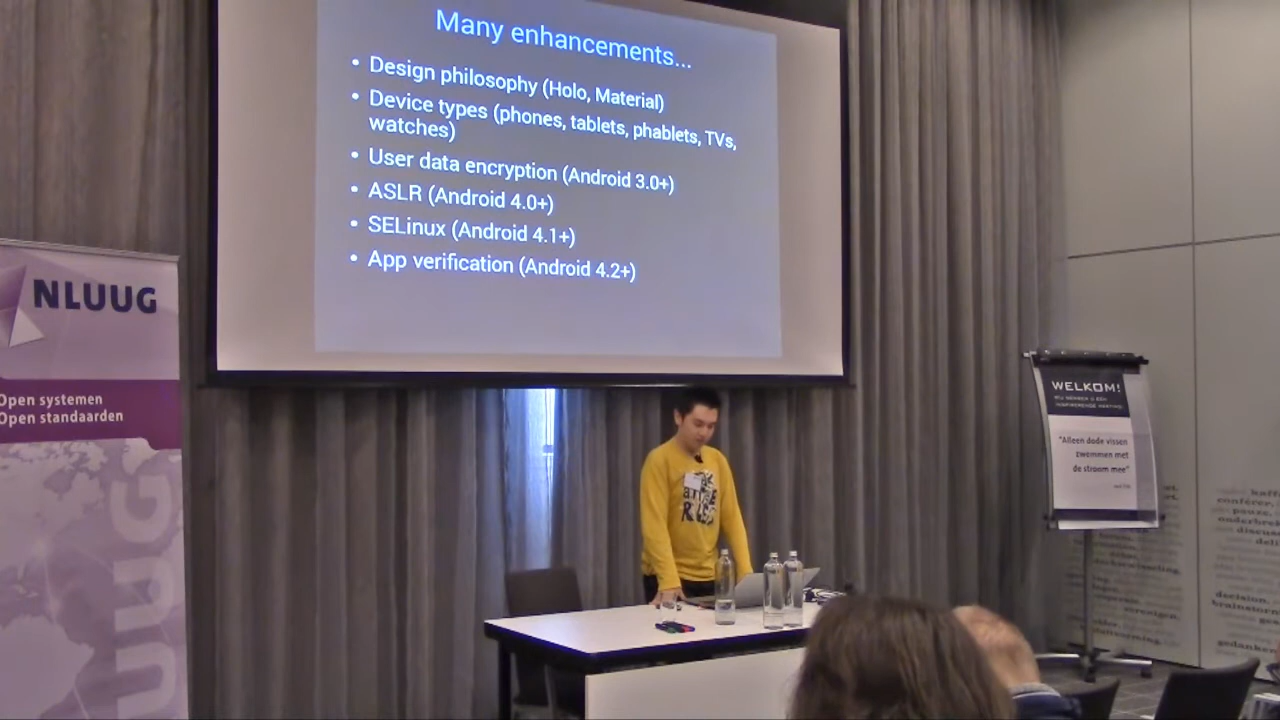 Many enhancements...
• Design philosophy (Holo, Material)
• Device types (phones, tablets, phablets, TVs,
watches)
• User data encryption (Android 3.0+)
• ASLR (Android 4.0+)
• SELinux (Android 4.1+)
• App verification (Android 4.2+)
NLUUG
Open systemen
Open standaarden
UUG
WELKOM!
"Alleen dode vissen
zwemmen met
de stroom mee"